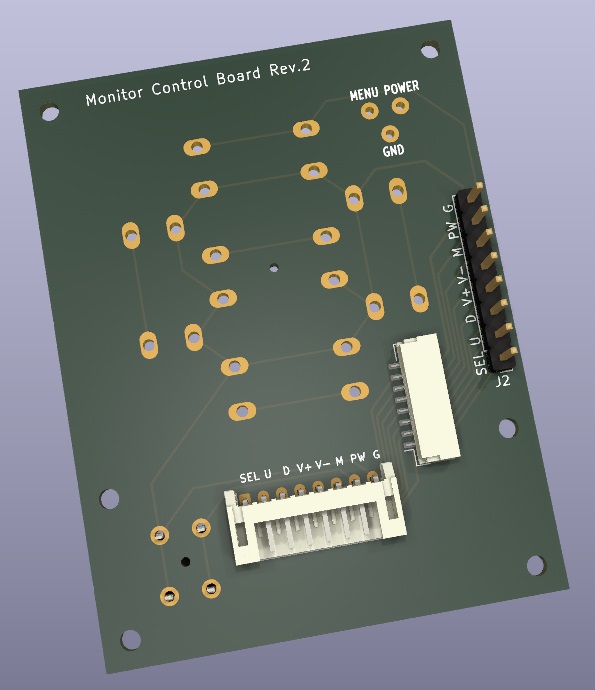 Monitor Control Board Rev.2
MENU POWER
GND
SEL U D V+ V- M PW G
J2
SEL U D V+ V- M PW G